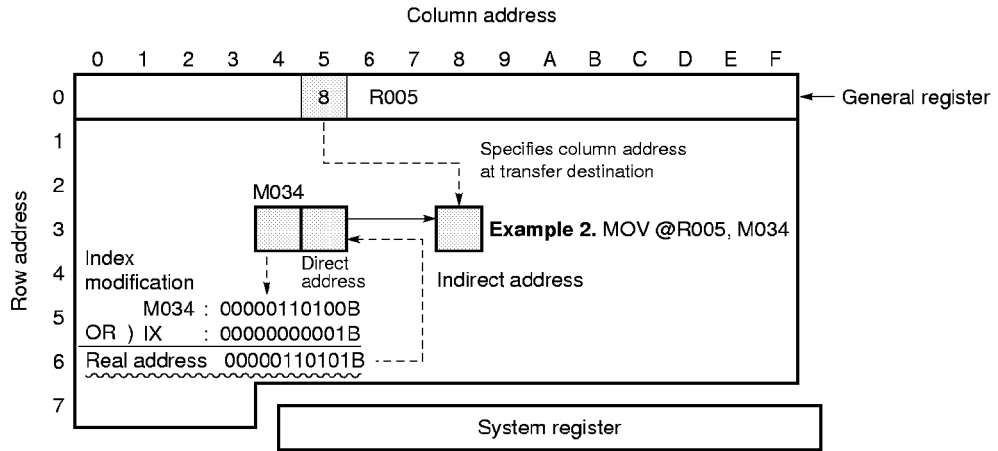 Column address
0 1 2 3 4 5 6 7 8 9 A B C D E F
0 8 R005 General register
1
Specifies column address
at transfer destination
2
M034
3 Example 2. MOV @R005, M034
Row address
4
Index
modification
Direct
address
Indirect address
M034 : 00000110100B
5
OR ) IX : 00000000001B
6 Real address 00000110101B
7
System register